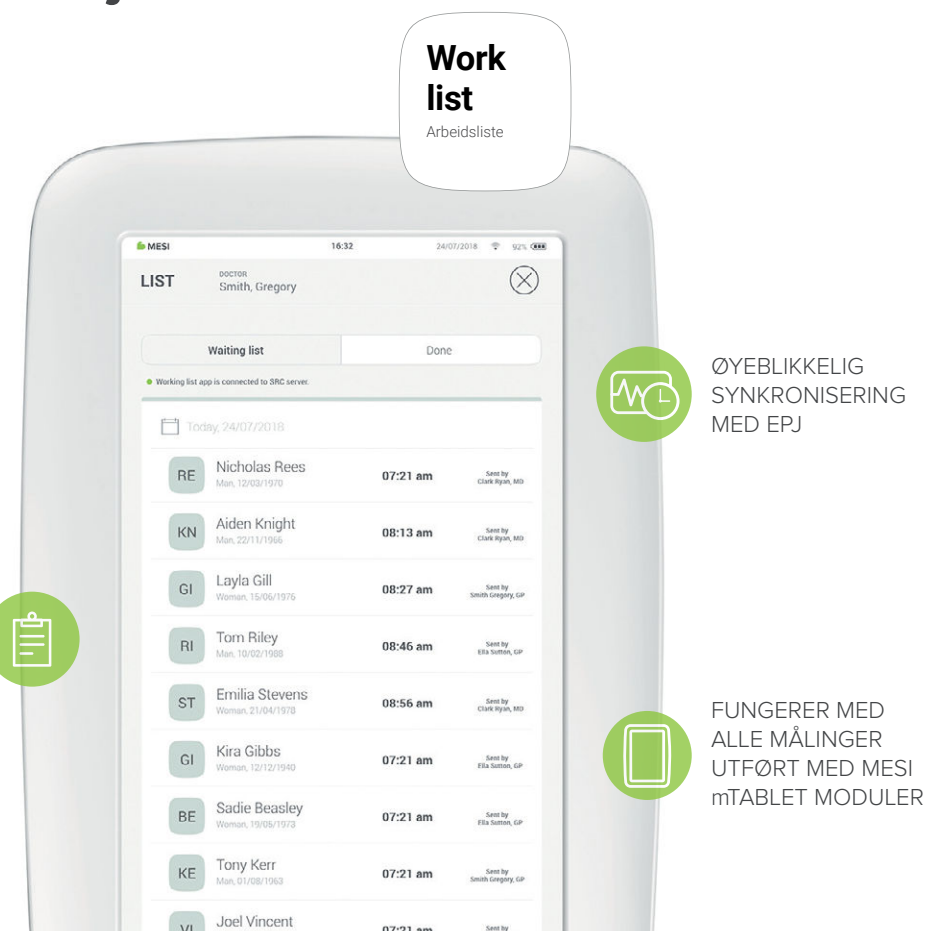 Work
list
Arbeidsliste
MESI 16:32 24/07/2018 92%
LIST DOCTOR
Smith, Gregory
Waiting list Done
Working list app is connected to SRC server.
Today, 24/07/2018
RE Nicholas Rees 07:21 am Sent by
Man, 12/03/1970 Clark Ryan, MD
KN Aiden Knight 08:13 am Sent by
Man, 22/11/1966 Clark Ryan, MD
GI Layla Gill 08:27 am Sent by
Woman, 15/06/1976 Smith Gregory, GP
RI Tom Riley 08:46 am Sent by
Man, 10/02/1988 Ella Sutton, GP
ST Emilia Stevens 08:56 am Sent by
Woman, 21/04/1978 Clark Ryan, MD
GI Kira Gibbs 07:21 am Sent by
Woman, 12/12/1940 Ella Sutton, GP
BE Sadie Beasley 07:21 am Sent by
Woman, 19/06/1973 Ella Sutton, GP
KE Tony Kerr 07:21 am Sent by
Man, 01/08/1963 Smith Gregory, GP
VI Joel Vincent 07:21 am Sent by
ØYEBLIKKELIG
SYNKRONISERING
MED EPJ
FUNGERER MED
ALLE MÅLINGER
UTFØRT MED MESI
mTABLET MODULER